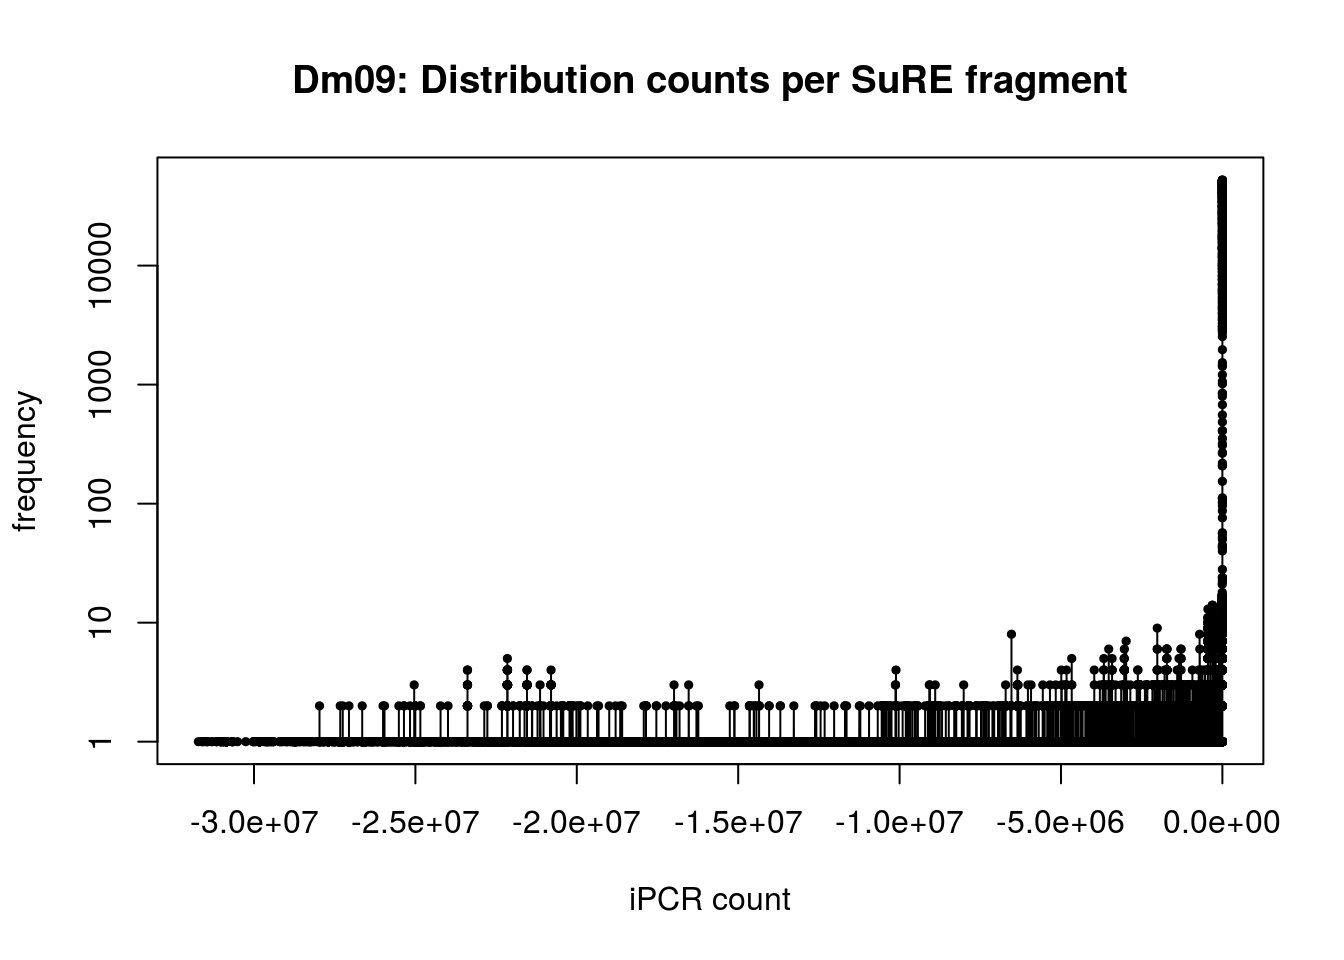 Dm09: Distribution counts per SuRE fragment
frequency
10000
1000
100
10
1
-3.0e+07 -2.5e+07 -2.0e+07 -1.5e+07 -1.0e+07 -5.0e+06 0.0e+00
iPCR count